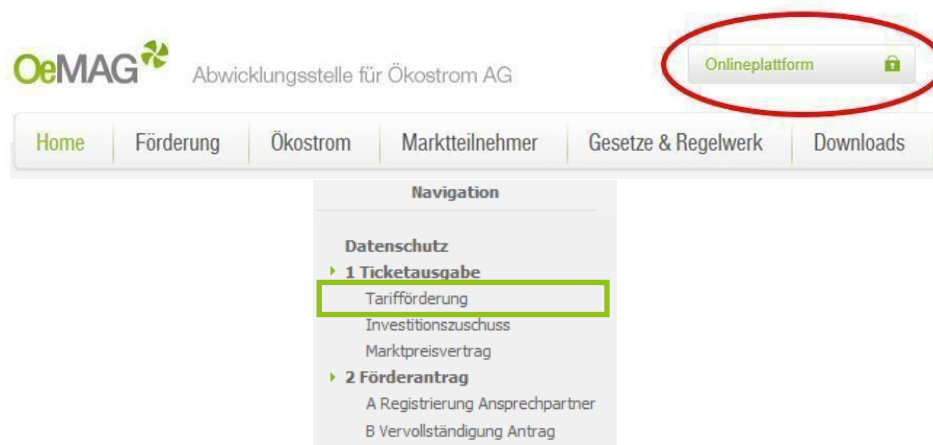 OeMAG Abwicklungsstelle für Ökostrom AG
Onlineplattform
Home Förderung Ökostrom Marktteilnehmer Gesetze & Regelwerk Downloads
Navigation
Datenschutz
1 Ticketausgabe
Tarifförderung
Investitionszuschuss
Marktpreisvertrag
2 Förderantrag
A Registrierung Ansprechpartner
B Vervollständigung Antrag